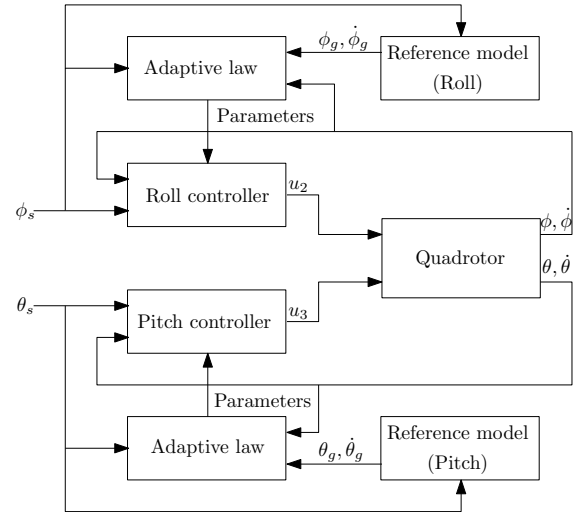 ϕ_g, ϕ̇_g
Reference model
(Roll)
Adaptive law
Parameters
Roll controller
u_2
ϕ_s
ϕ, ϕ̇
Quadrotor
θ, θ̇
θ_s
Pitch controller
u_3
Parameters
Adaptive law
θ_g, θ̇_g
Reference model
(Pitch)